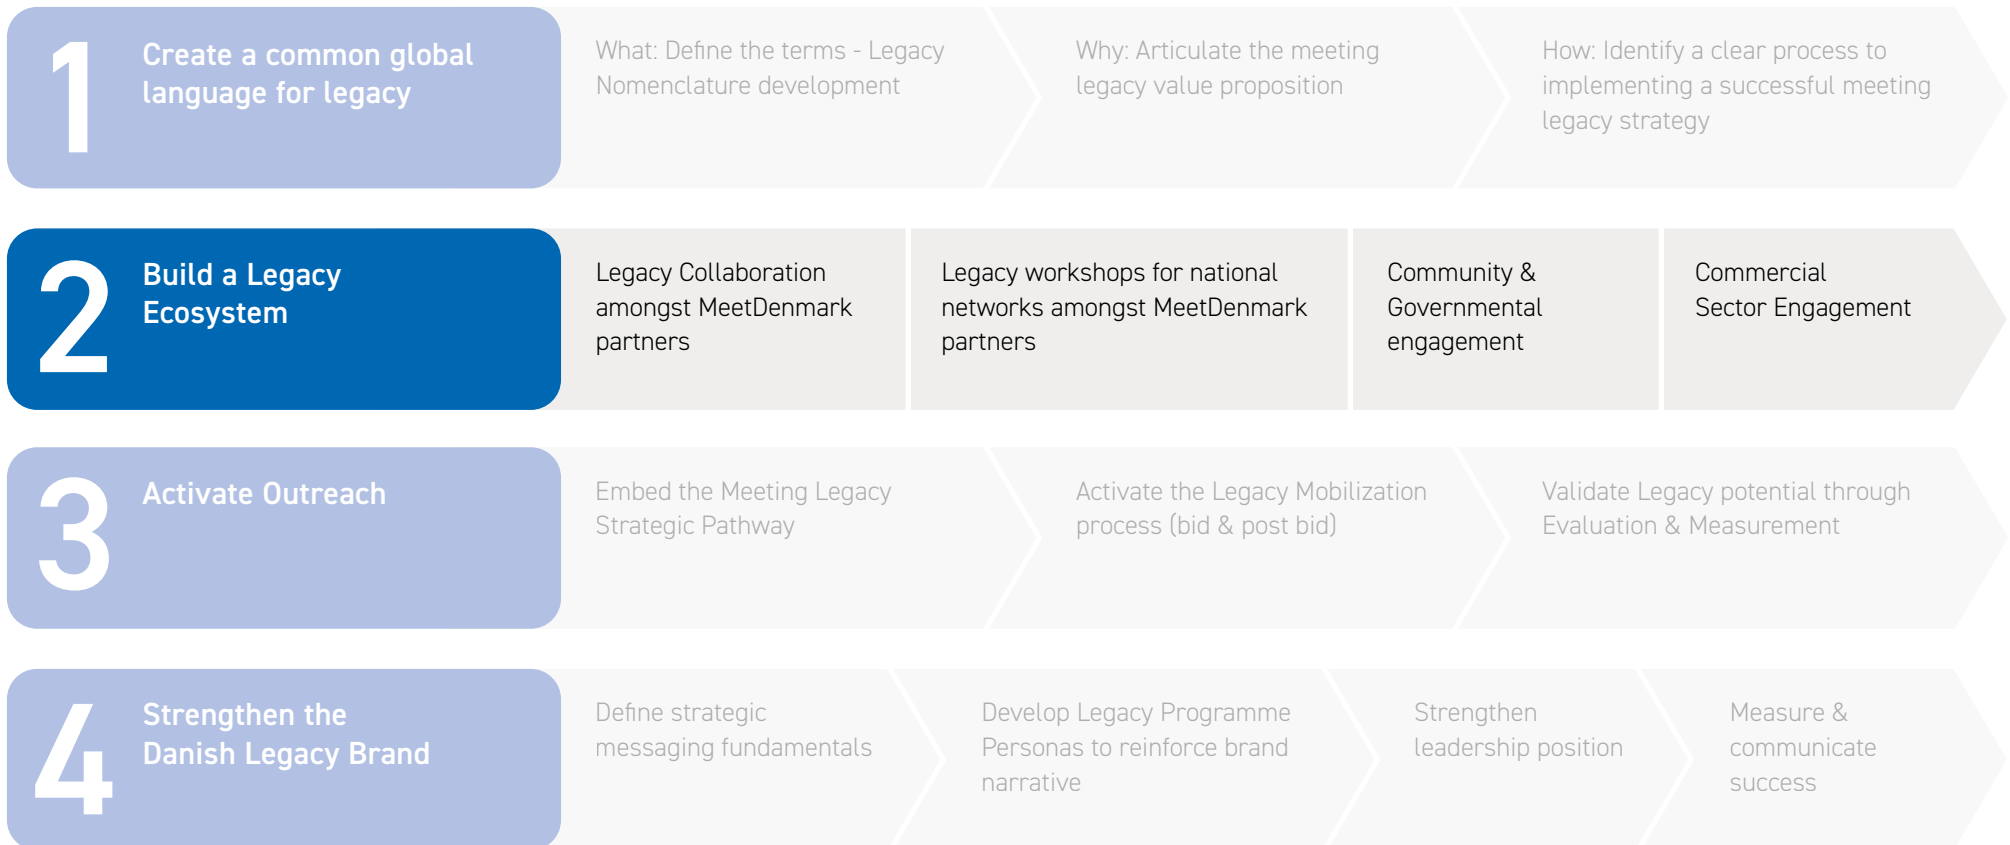 1
Create a common global
language for legacy
What: Define the terms - Legacy
Nomenclature development
Why: Articulate the meeting
legacy value proposition
How: Identify a clear process to
implementing a successful meeting
legacy strategy
2
Build a Legacy
Ecosystem
Legacy Collaboration
amongst MeetDenmark
partners
Legacy workshops for national
networks amongst MeetDenmark
partners
Community &
Governmental
engagement
Commercial
Sector Engagement
3
Activate Outreach
Embed the Meeting Legacy
Strategic Pathway
Activate the Legacy Mobilization
process (bid & post bid)
Validate Legacy potential through
Evaluation & Measurement
4
Strengthen the
Danish Legacy Brand
Define strategic
messaging fundamentals
Develop Legacy Programme
Personas to reinforce brand
narrative
Strengthen
leadership position
Measure &
communicate
success